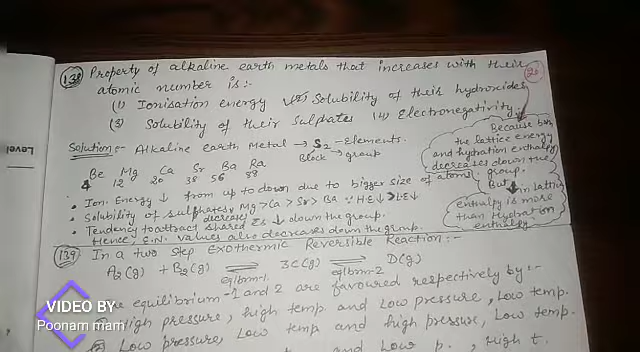 (138) Property of alkaline earth metals that increases with their
atomic number is:-
(1) Ionisation energy (2) Solubility of their hydroxides
(3) Solubility of their sulphates (4) Electronegativity.
20
Solution:- Alkaline Earth Metal → S2 - Elements.
Block group
Be Mg Ca Sr Ba Ra
4 12 20 38 56 88
• Ion. Energy ↓ from up to down due to bigger size of atoms.
• Solubility of sulphates, Mg > Ca > Sr > Ba ∵ H.E↓ > L.E↓
decreases
• Tendency to attract shared ēs ↓ down the group.
Hence, E.N. values also decreases down the group.
Because both
the lattice energy
and hydration enthalpy
decreases down the
group.
But ↓ in lattice
enthalpy is more
than Hydration
enthalpy
(139) In a two step Exothermic Reversible Reaction:-
A2(g) + B2(g) ⇌ 3C(g) ⇌ D(g)
eqlbrm-1. eqlbrm-2
equilibrium-1 and 2 are favoured respectively by:-
High pressure, high temp. and Low pressure, Low temp.
(2) Low pressure, Low temp and high pressure, Low temp.
and Low p., High t.
Level
VIDEO BY
Poonam mam